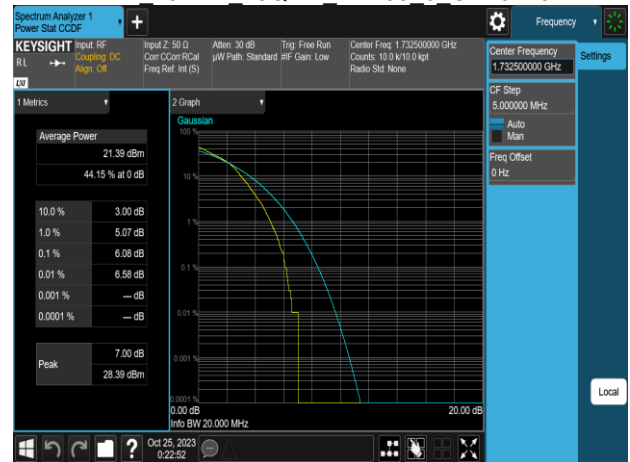 Spectrum Analyzer 1
Power Stat CCDF
Frequency
KEYSIGHT
RL
LXI
Input: RF
Coupling: DC
Align: Off
Input Z: 50 Ω
Corr CCorr RCal
Freq Ref: Int (S)
Atten: 30 dB
µW Path: Standard
Trig: Free Run
#IF Gain: Low
Center Freq: 1.732500000 GHz
Counts: 10.0 k/10.0 kpt
Radio Std: None
Center Frequency
1.732500000 GHz
Settings
CF Step
5.000000 MHz
Auto
Man
Freq Offset
0 Hz
Local
1 Metrics
Average Power
21.39 dBm
44.15 % at 0 dB
10.0 % 3.00 dB
1.0 % 5.07 dB
0.1 % 6.08 dB
0.01 % 6.58 dB
0.001 % --- dB
0.0001 % --- dB
Peak
7.00 dB
28.39 dBm
2 Graph
Gaussian
100 %
10 %
1 %
0.1 %
0.01 %
0.001 %
0.0001 %
0.00 dB 20.00 dB
Info BW 20.000 MHz
Oct 25, 2023
0:22:52